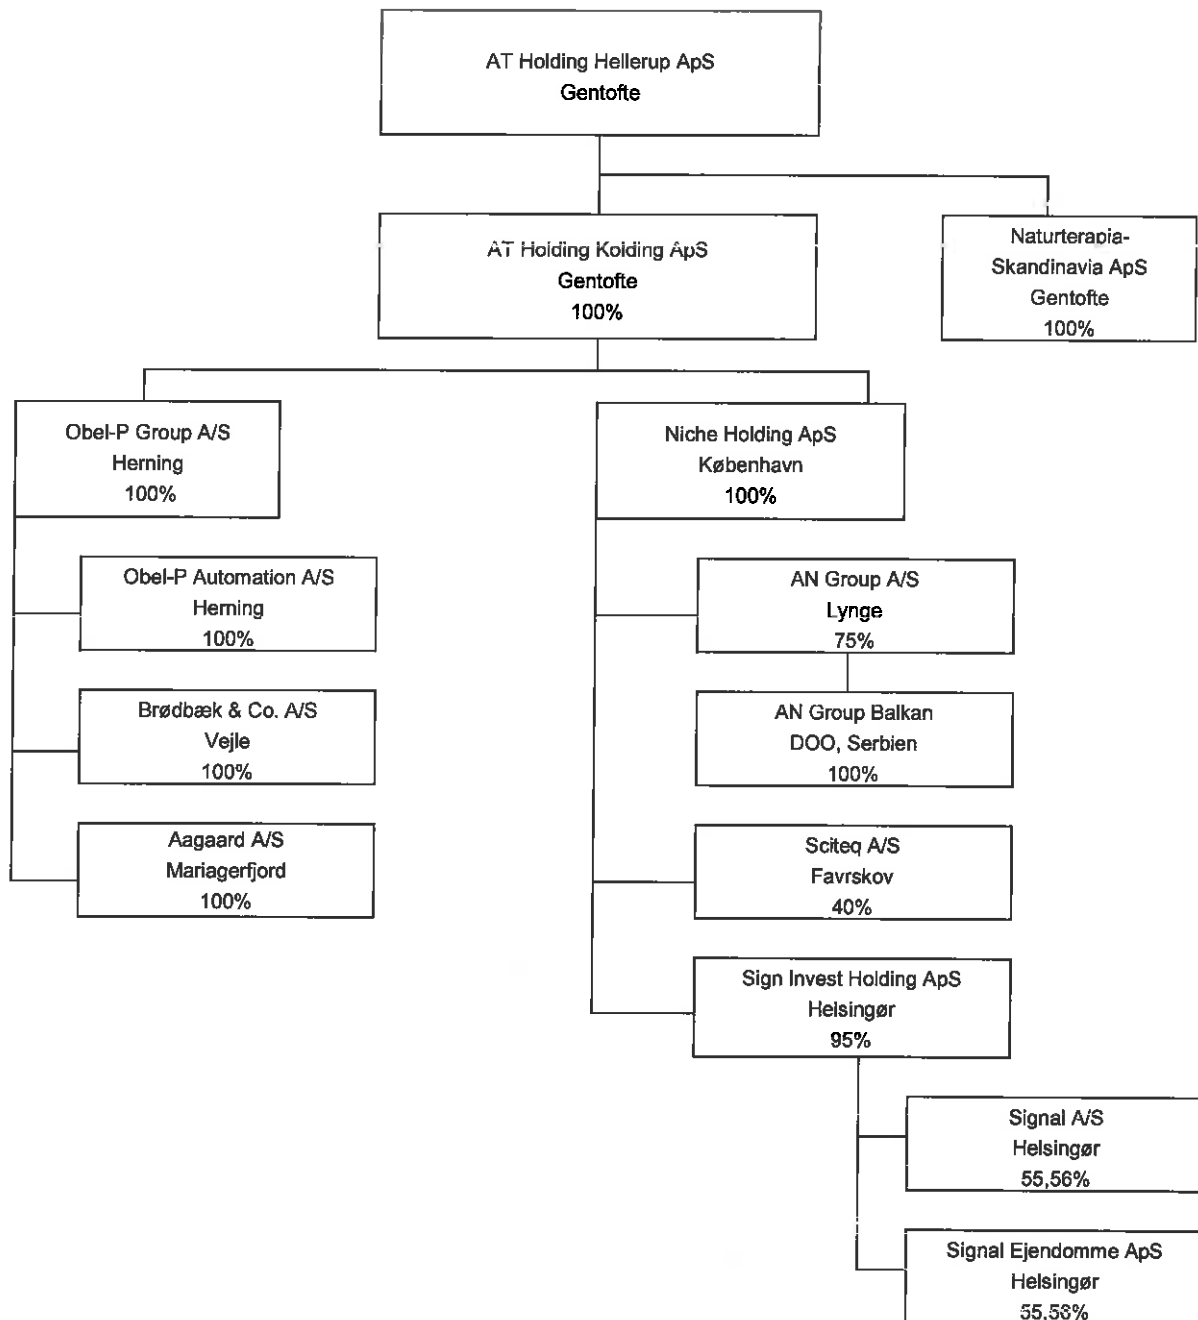 AT Holding Hellerup ApS
Gentofte
AT Holding Kolding ApS
Gentofte
100%
Naturterapia-
Skandinavia ApS
Gentofte
100%
Obel-P Group A/S
Herning
100%
Niche Holding ApS
København
100%
Obel-P Automation A/S
Herning
100%
AN Group A/S
Lynge
75%
Brødbæk & Co. A/S
Vejle
100%
AN Group Balkan
DOO, Serbien
100%
Aagaard A/S
Mariagerfjord
100%
Sciteq A/S
Favrskov
40%
Sign Invest Holding ApS
Helsingør
95%
Signal A/S
Helsingør
55,56%
Signal Ejendomme ApS
Helsingør
55,56%